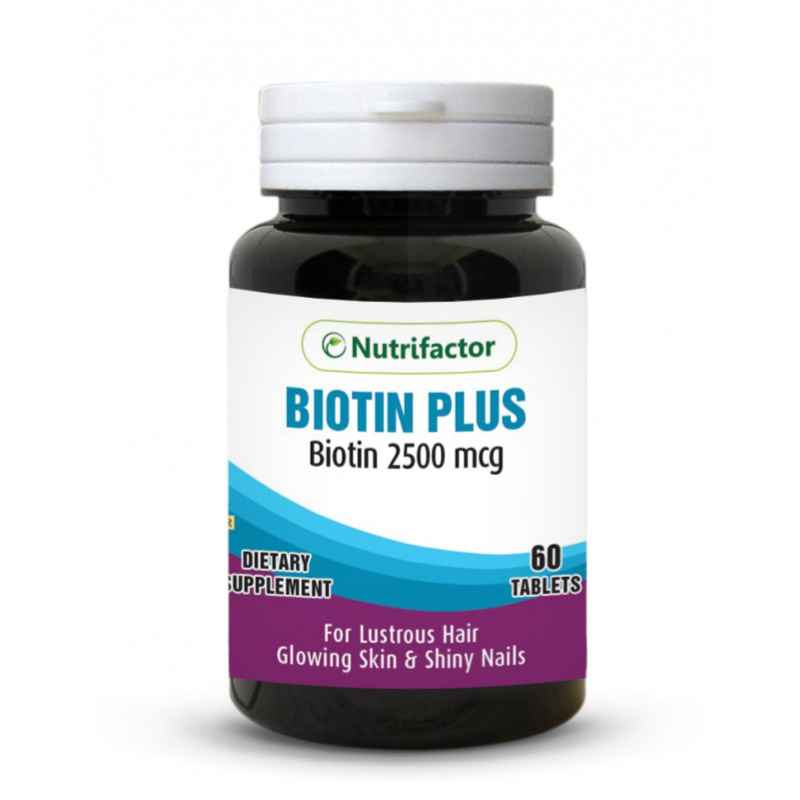 Nutrifactor
BIOTIN PLUS
Biotin 2500 mcg
DIETARY
SUPPLEMENT
60
TABLETS
For Lustrous Hair
Glowing Skin & Shiny Nails